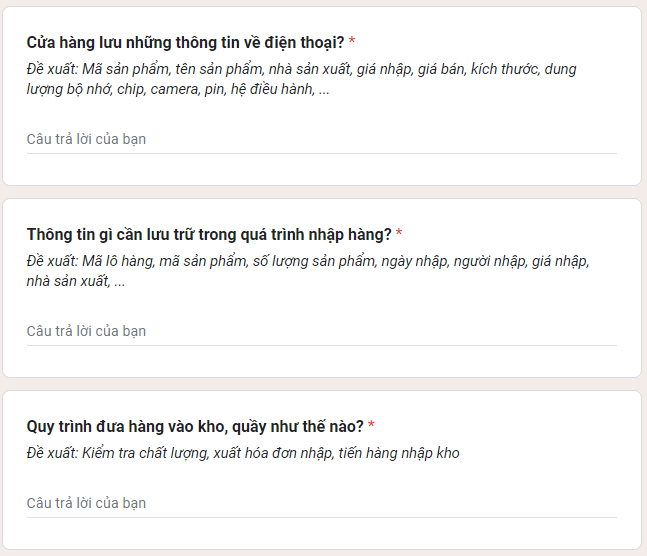 Cửa hàng lưu những thông tin về điện thoại? *
Đề xuất: Mã sản phẩm, tên sản phẩm, nhà sản xuất, giá nhập, giá bán, kích thước, dung
lượng bộ nhớ, chip, camera, pin, hệ điều hành, ...
Câu trả lời của bạn
Thông tin gì cần lưu trữ trong quá trình nhập hàng? *
Đề xuất: Mã lô hàng, mã sản phẩm, số lượng sản phẩm, ngày nhập, người nhập, giá nhập,
nhà sản xuất, ...
Câu trả lời của bạn
Quy trình đưa hàng vào kho, quầy như thế nào? *
Đề xuất: Kiểm tra chất lượng, xuất hóa đơn nhập, tiến hàng nhập kho
Câu trả lời của bạn